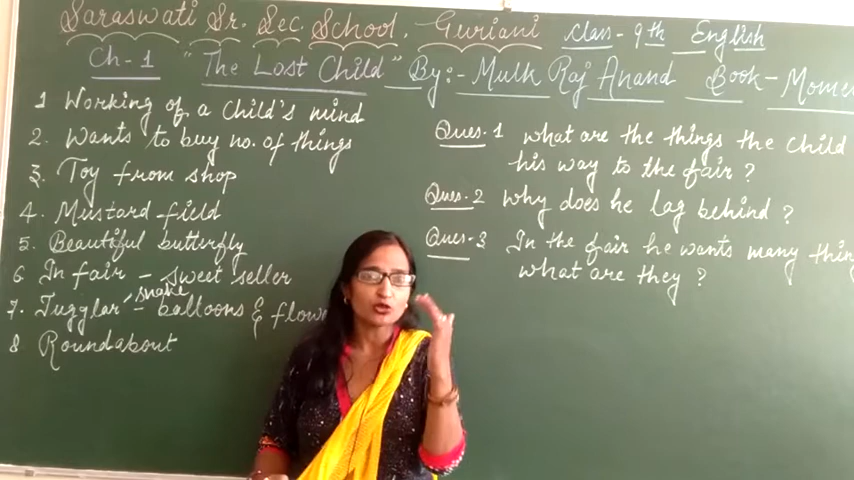 Saraswati Sr. Sec. School. Guriani Class- 9th English
Ch-1 "The Lost Child" By:- Mulk Raj Anand Book- Mome
1 Working of a child's mind
2. Wants to buy no. of things
3. Toy from shop
4. Mustard field
5. Beautiful butterfly
6 In fair - sweet seller
7. Jugglar - snake balloons & flowe
8 Roundabout
Ques. 1 what are the things the child
his way to the fair ?
Ques. 2 why does he lag behind ?
Ques. 3 In the fair he wants many thin
what are they ?